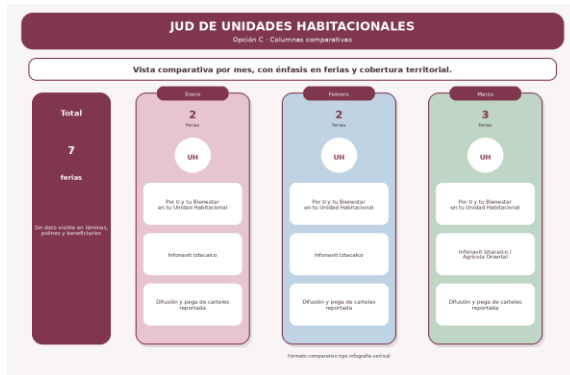 JUD DE UNIDADES HABITACIONALES
Opción C · Columnas comparativas
Vista comparativa por mes, con énfasis en ferias y cobertura territorial.
Total
7
ferias
Sin dato visible en láminas,
polines y beneficiarios
Enero
2
Ferias
UH
Por ti y tu Bienestar
en tu Unidad Habitacional
Infonavit Iztacalco
Difusión y pega de carteles
reportada
Febrero
2
Ferias
UH
Por ti y tu Bienestar
en tu Unidad Habitacional
Infonavit Iztacalco
Difusión y pega de carteles
reportada
Marzo
3
Ferias
UH
Por ti y tu Bienestar
en tu Unidad Habitacional
Infonavit Iztacalco /
Agrícola Oriental
Difusión y pega de carteles
reportada
Formato comparativo tipo infografía vertical